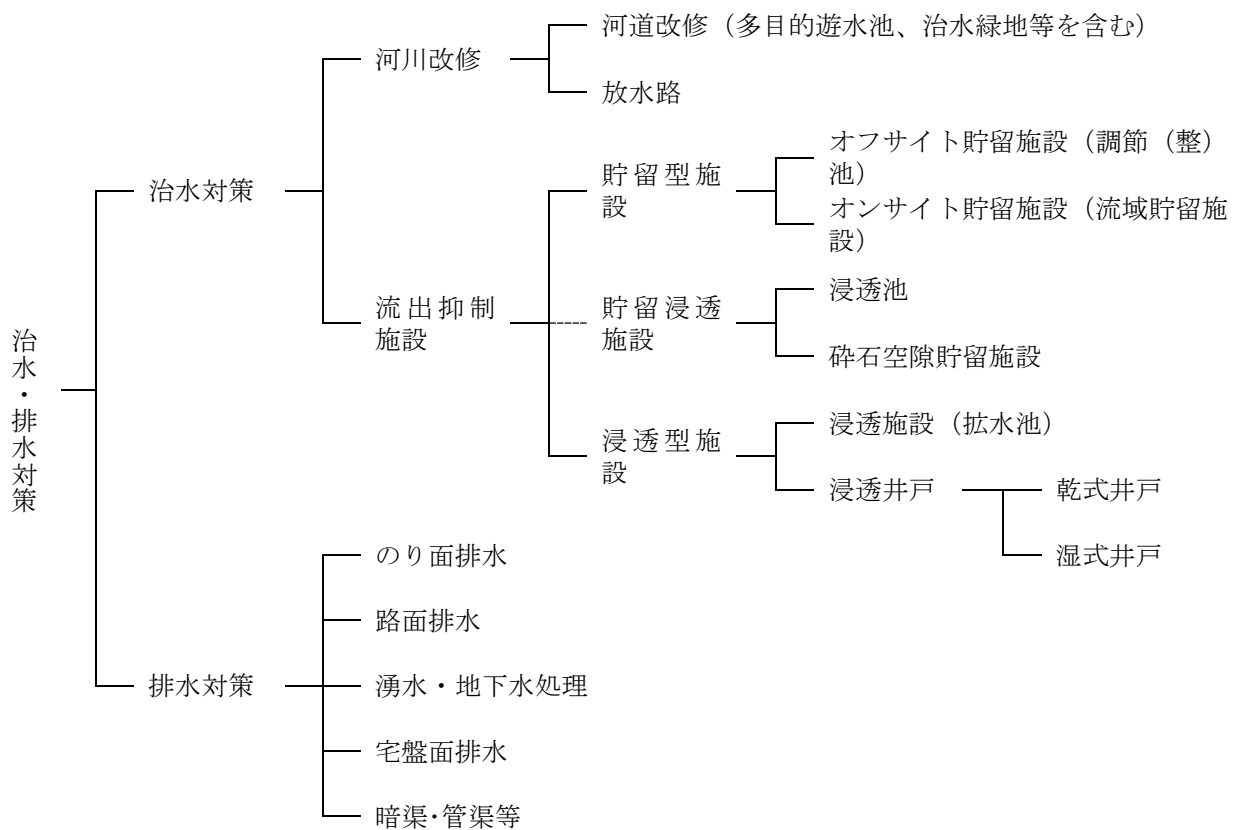 治水・排水対策
治水対策
河川改修
河道改修（多目的遊水池、治水緑地等を含む）
放水路
流出抑制
施設
貯留型施
設
オフサイト貯留施設（調節（整）
池）
オンサイト貯留施設（流域貯留施
設）
貯留浸透
施設
浸透池
砕石空隙貯留施設
浸透型施
設
浸透施設（拡水池）
浸透井戸
乾式井戸
湿式井戸
排水対策
のり面排水
路面排水
湧水・地下水処理
宅盤面排水
暗渠･管渠等